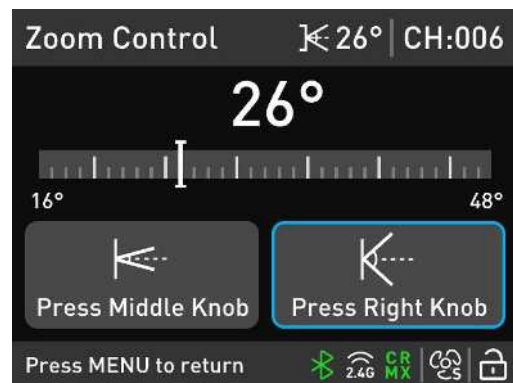 Zoom Control 26° CH:006
26°
16° 48°
Press Middle Knob Press Right Knob
Press MENU to return 2.4G CR MX S